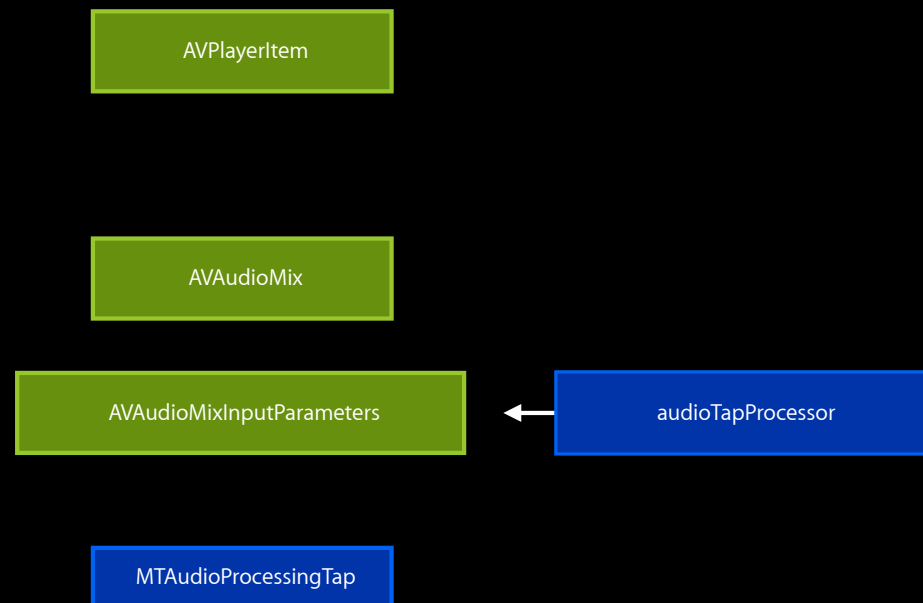 AVPlayerItem
AVAudioMix
AVAudioMixInputParameters
audioTapProcessor
MTAudioProcessingTap